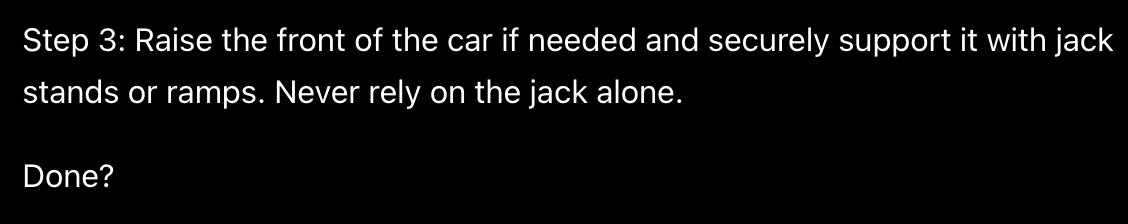 Step 3: Raise the front of the car if needed and securely support it with jack
stands or ramps. Never rely on the jack alone.
Done?